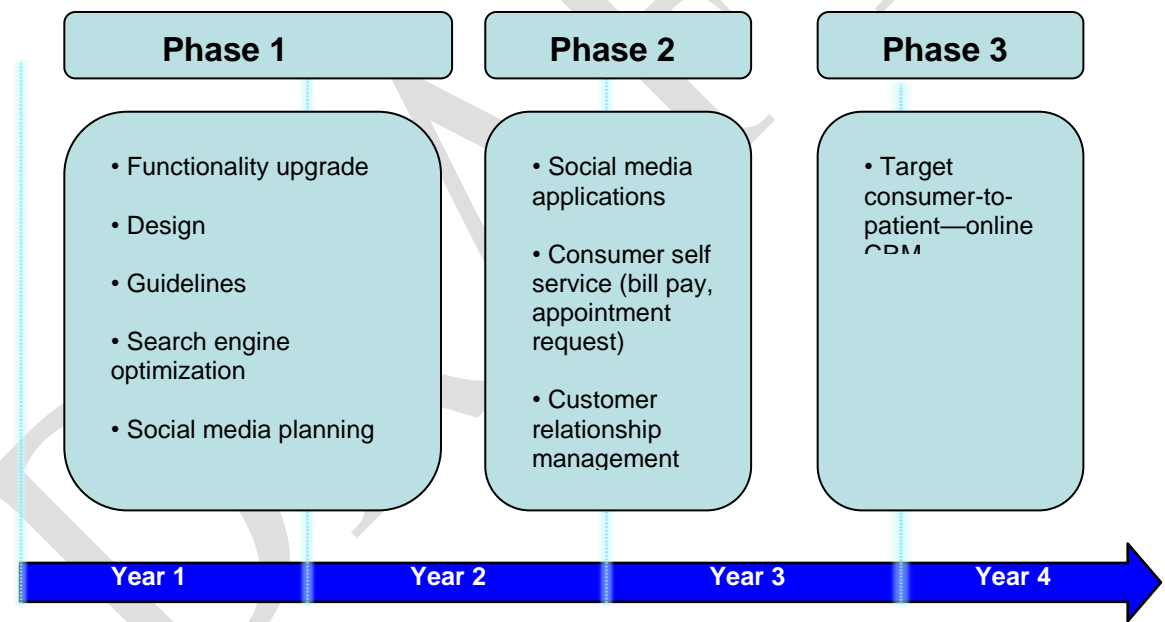 Phase 1
• Functionality upgrade
• Design
• Guidelines
• Search engine
optimization
• Social media planning
Phase 2
• Social media
applications
• Consumer self
service (bill pay,
appointment
request)
• Customer
relationship
management
Phase 3
• Target
consumer-to-
patient—online
CRM
Year 1
Year 2
Year 3
Year 4